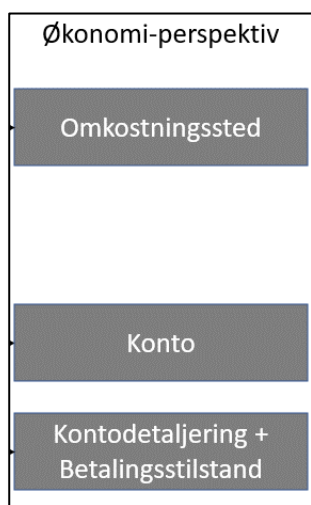 Økonomi-perspektiv
Omkostningssted
Konto
Kontodetaljering +
Betalingsstilstand